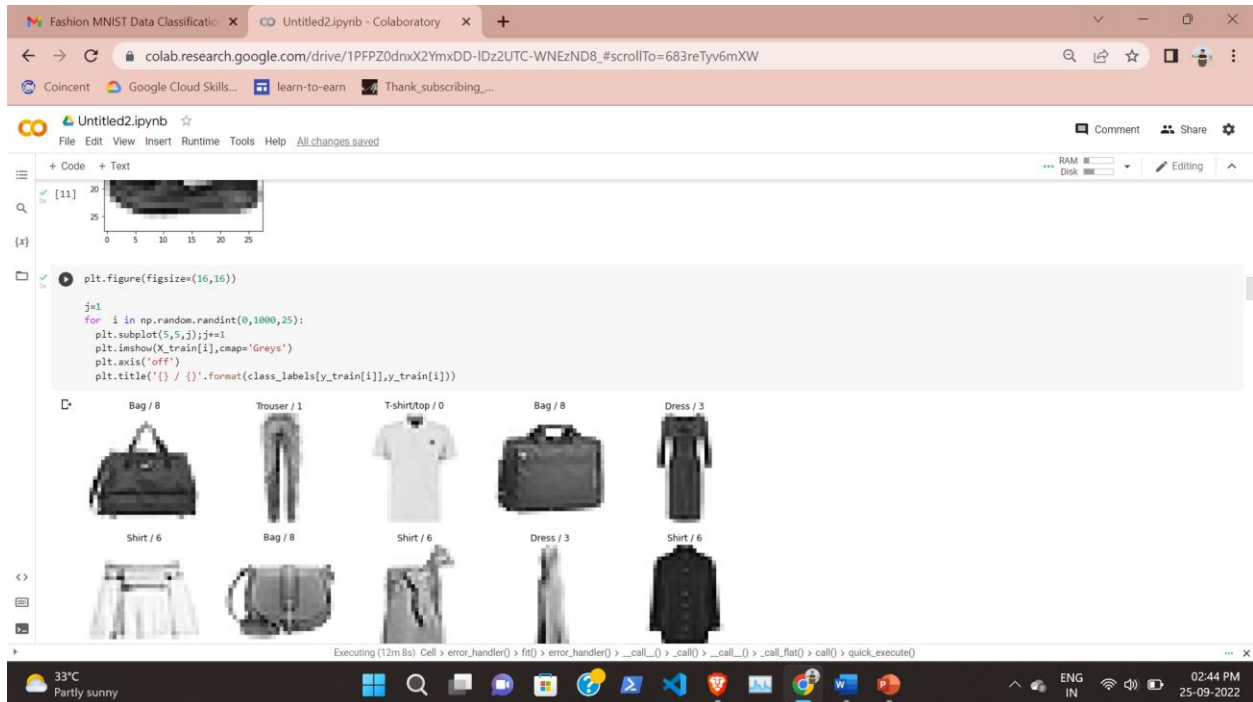 Fashion MNIST Data Classificatio
Untitled2.ipynb - Colaboratory
colab.research.google.com/drive/1PFPZ0dnxX2YmxDD-IDz2UTC-WNEzND8_#scrollTo=683reTyv6mXW
Coincent Google Cloud Skills... learn-to-earn Thank_subscribing_...
CO Untitled2.ipynb
File Edit View Insert Runtime Tools Help All changes saved
Comment Share
+ Code + Text
RAM
Disk
Editing
[11]
20
25
0 5 10 15 20 25
{x}
plt.figure(figsize=(16,16))
j=1
for i in np.random.randint(0,1000,25):
plt.subplot(5,5,j);j+=1
plt.imshow(X_train[i],cmap='Greys')
plt.axis('off')
plt.title('{} / {}'.format(class_labels[y_train[i]],y_train[i]))
Bag / 8 Trouser / 1 T-shirt/top / 0 Bag / 8 Dress / 3
Shirt / 6 Bag / 8 Shirt / 6 Dress / 3 Shirt / 6
Executing (12m 8s) Cell > error_handler() > fit() > error_handler() > __call__() > _call() > __call__() > _call_flat() > call() > quick_execute()
33°C
Partly sunny
ENG
IN
02:44 PM
25-09-2022